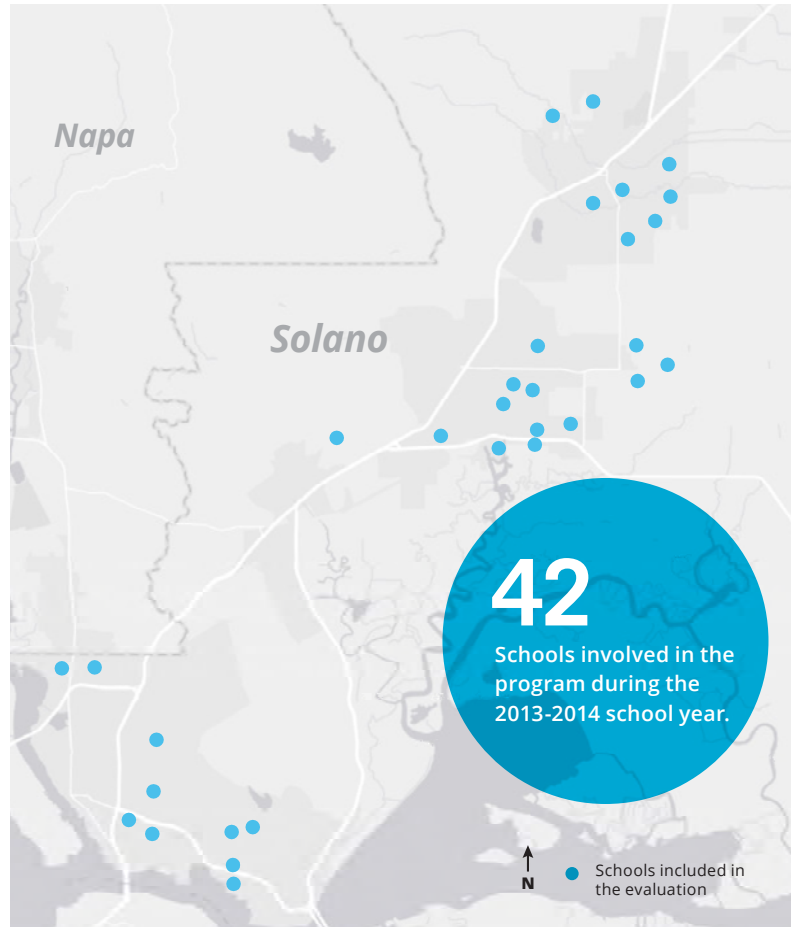 Napa
Solano
42
Schools involved in the
program during the
2013-2014 school year.
N
Schools included in
the evaluation